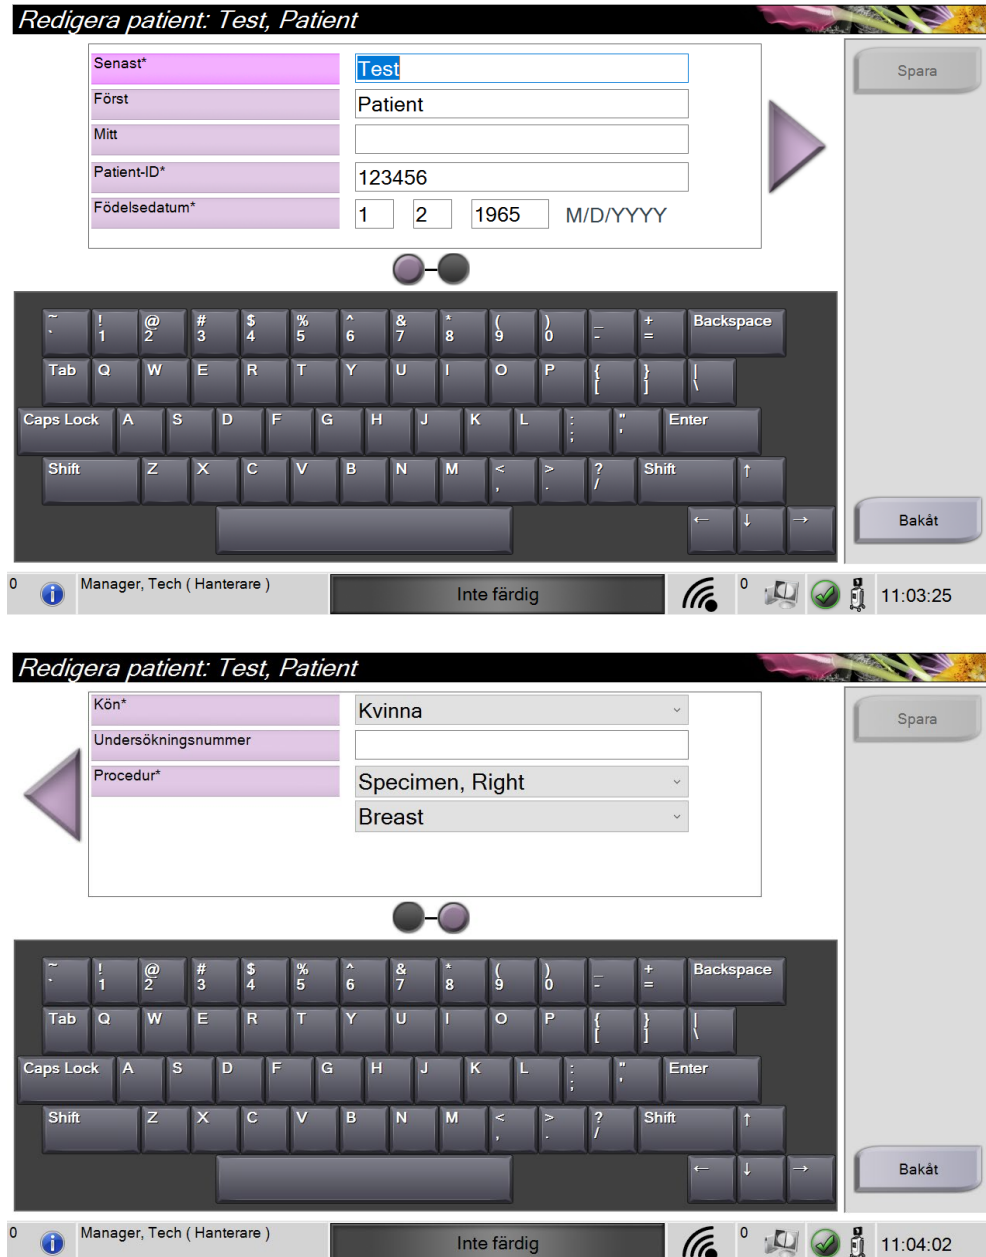 Redigera patient: Test, Patient
Senast*
Test
Spara
Först
Patient
Mitt
Patient-ID*
123456
Födelsedatum*
1 2 1965 M/D/YYYY
~ ! @ # $ % ^ & * ( ) _ + Backspace
` 1 2 3 4 5 6 7 8 9 0 - =
Tab Q W E R T Y U I O P { } |
[ ] \
Caps Lock A S D F G H J K L : " Enter
; '
Shift Z X C V B N M < > ? Shift ↑
, . /
← ↓ →
Bakåt
0 i Manager, Tech ( Hanterare ) Inte färdig 0 11:03:25
Redigera patient: Test, Patient
Kön*
Kvinna
Spara
Undersökningsnummer
Procedur*
Specimen, Right
Breast
~ ! @ # $ % ^ & * ( ) _ + Backspace
` 1 2 3 4 5 6 7 8 9 0 - =
Tab Q W E R T Y U I O P { } |
[ ] \
Caps Lock A S D F G H J K L : " Enter
; '
Shift Z X C V B N M < > ? Shift ↑
, . /
← ↓ →
Bakåt
0 i Manager, Tech ( Hanterare ) Inte färdig 0 11:04:02